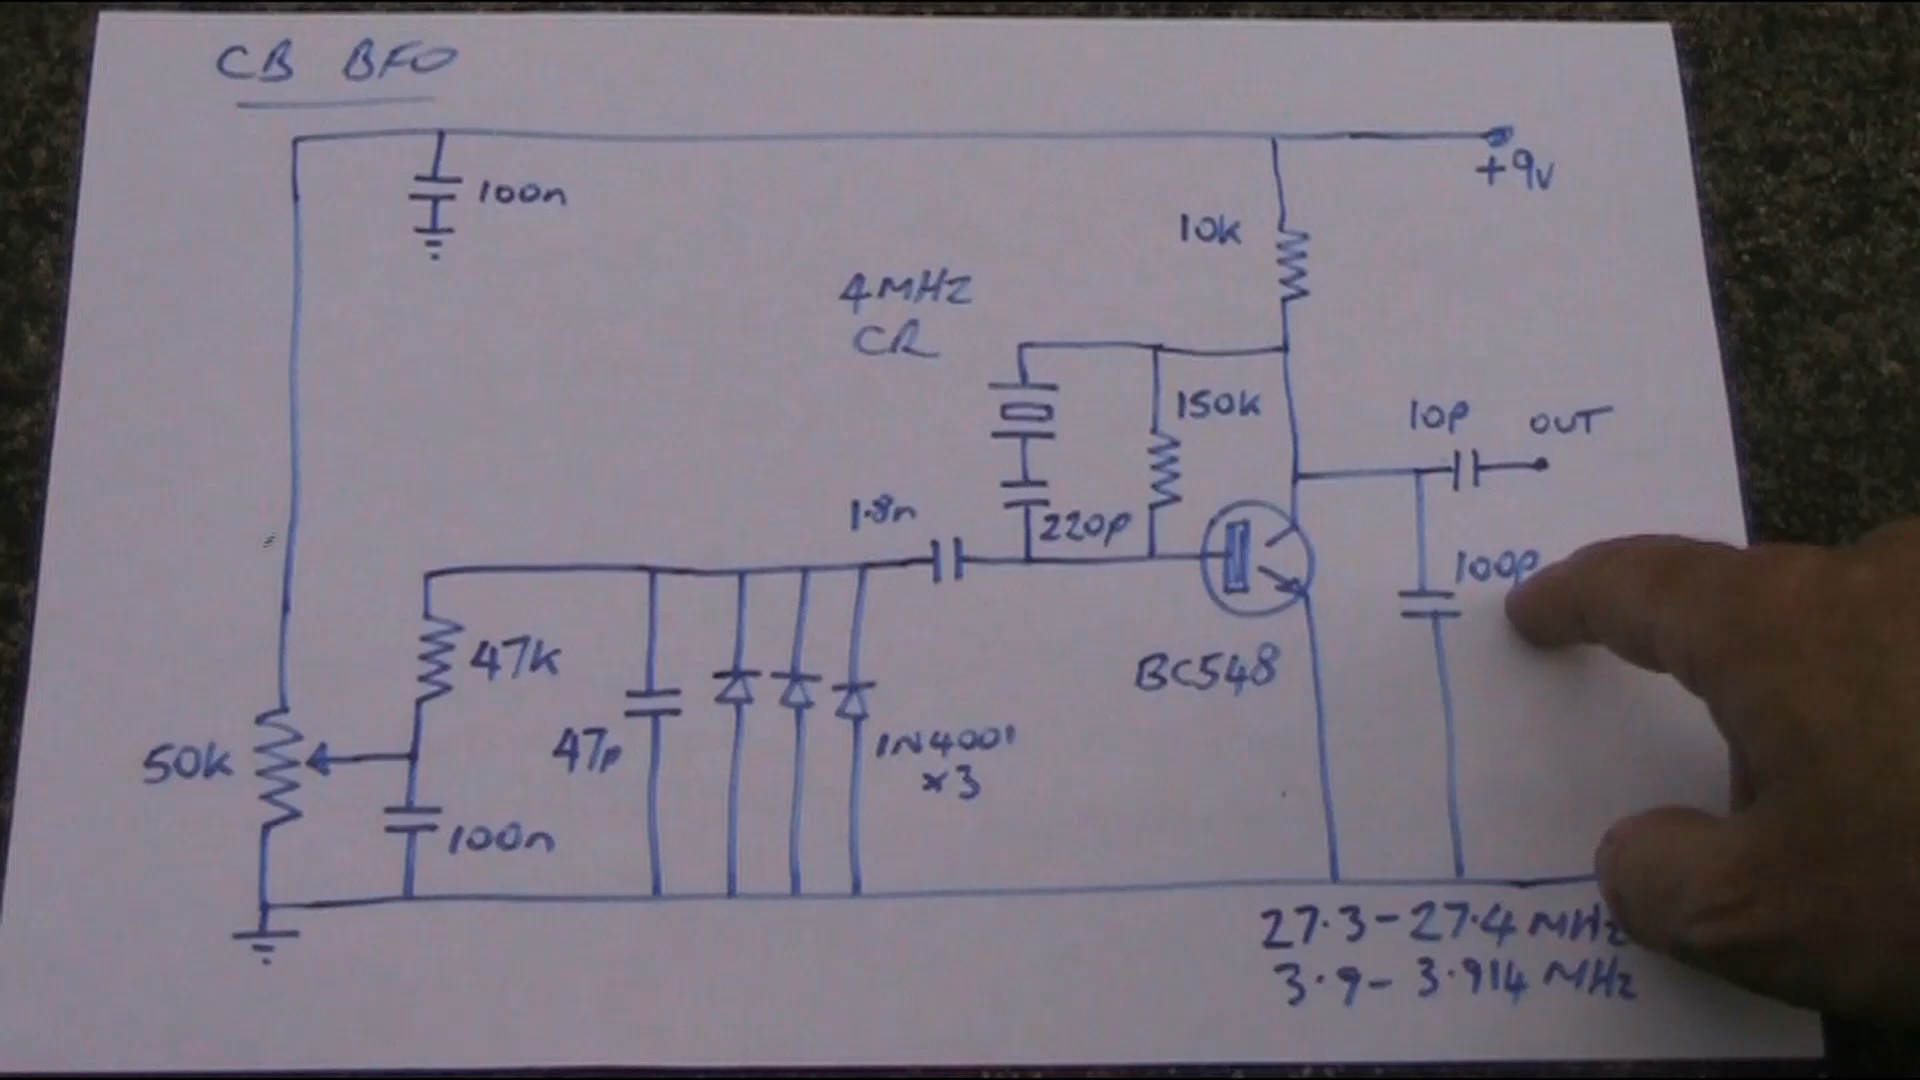 CB BFO
+9v
100n
10k
4MHz
CR
150k
10p OUT
1.8n
220p
100p
47k
BC548
50k
47p
1N4001
x3
100n
27.3-27.4 MHz
3.9-3.914 MHz